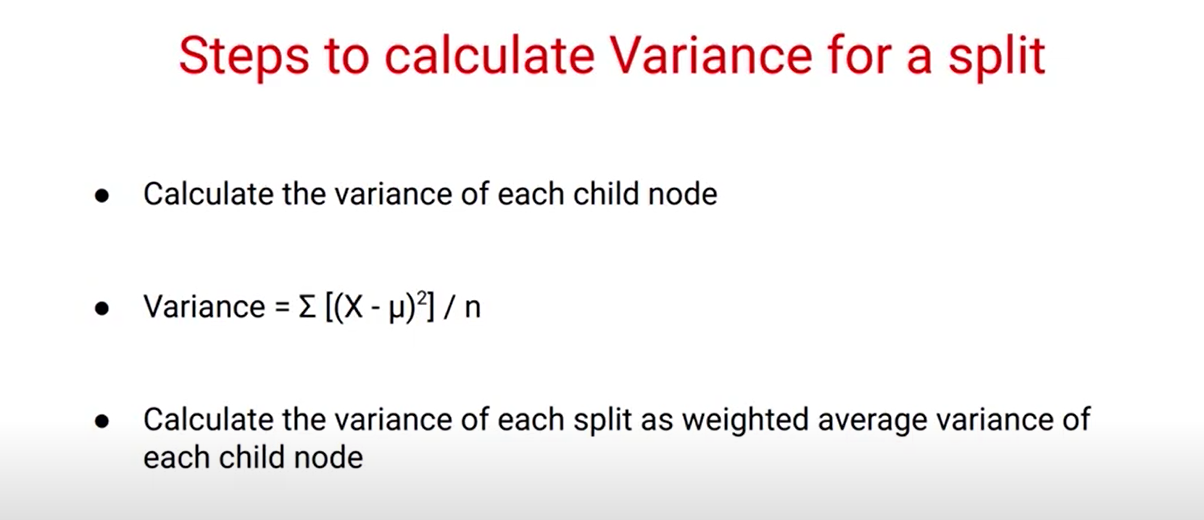 Steps to calculate Variance for a split
● Calculate the variance of each child node
● Variance = Σ [(X - μ)²] / n
● Calculate the variance of each split as weighted average variance of
each child node